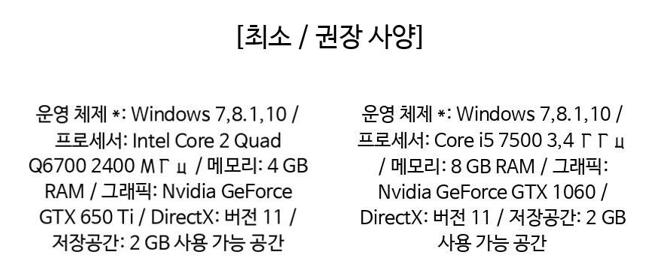 [최소 / 권장 사양]
운영 체제 *: Windows 7,8.1,10 /
프로세서: Intel Core 2 Quad
Q6700 2400 МГц / 메모리: 4 GB
RAM / 그래픽: Nvidia GeForce
GTX 650 Ti / DirectX: 버전 11 /
저장공간: 2 GB 사용 가능 공간
운영 체제 *: Windows 7,8.1,10 /
프로세서: Core i5 7500 3,4 ГГц
/ 메모리: 8 GB RAM / 그래픽:
Nvidia GeForce GTX 1060 /
DirectX: 버전 11 / 저장공간: 2 GB
사용 가능 공간